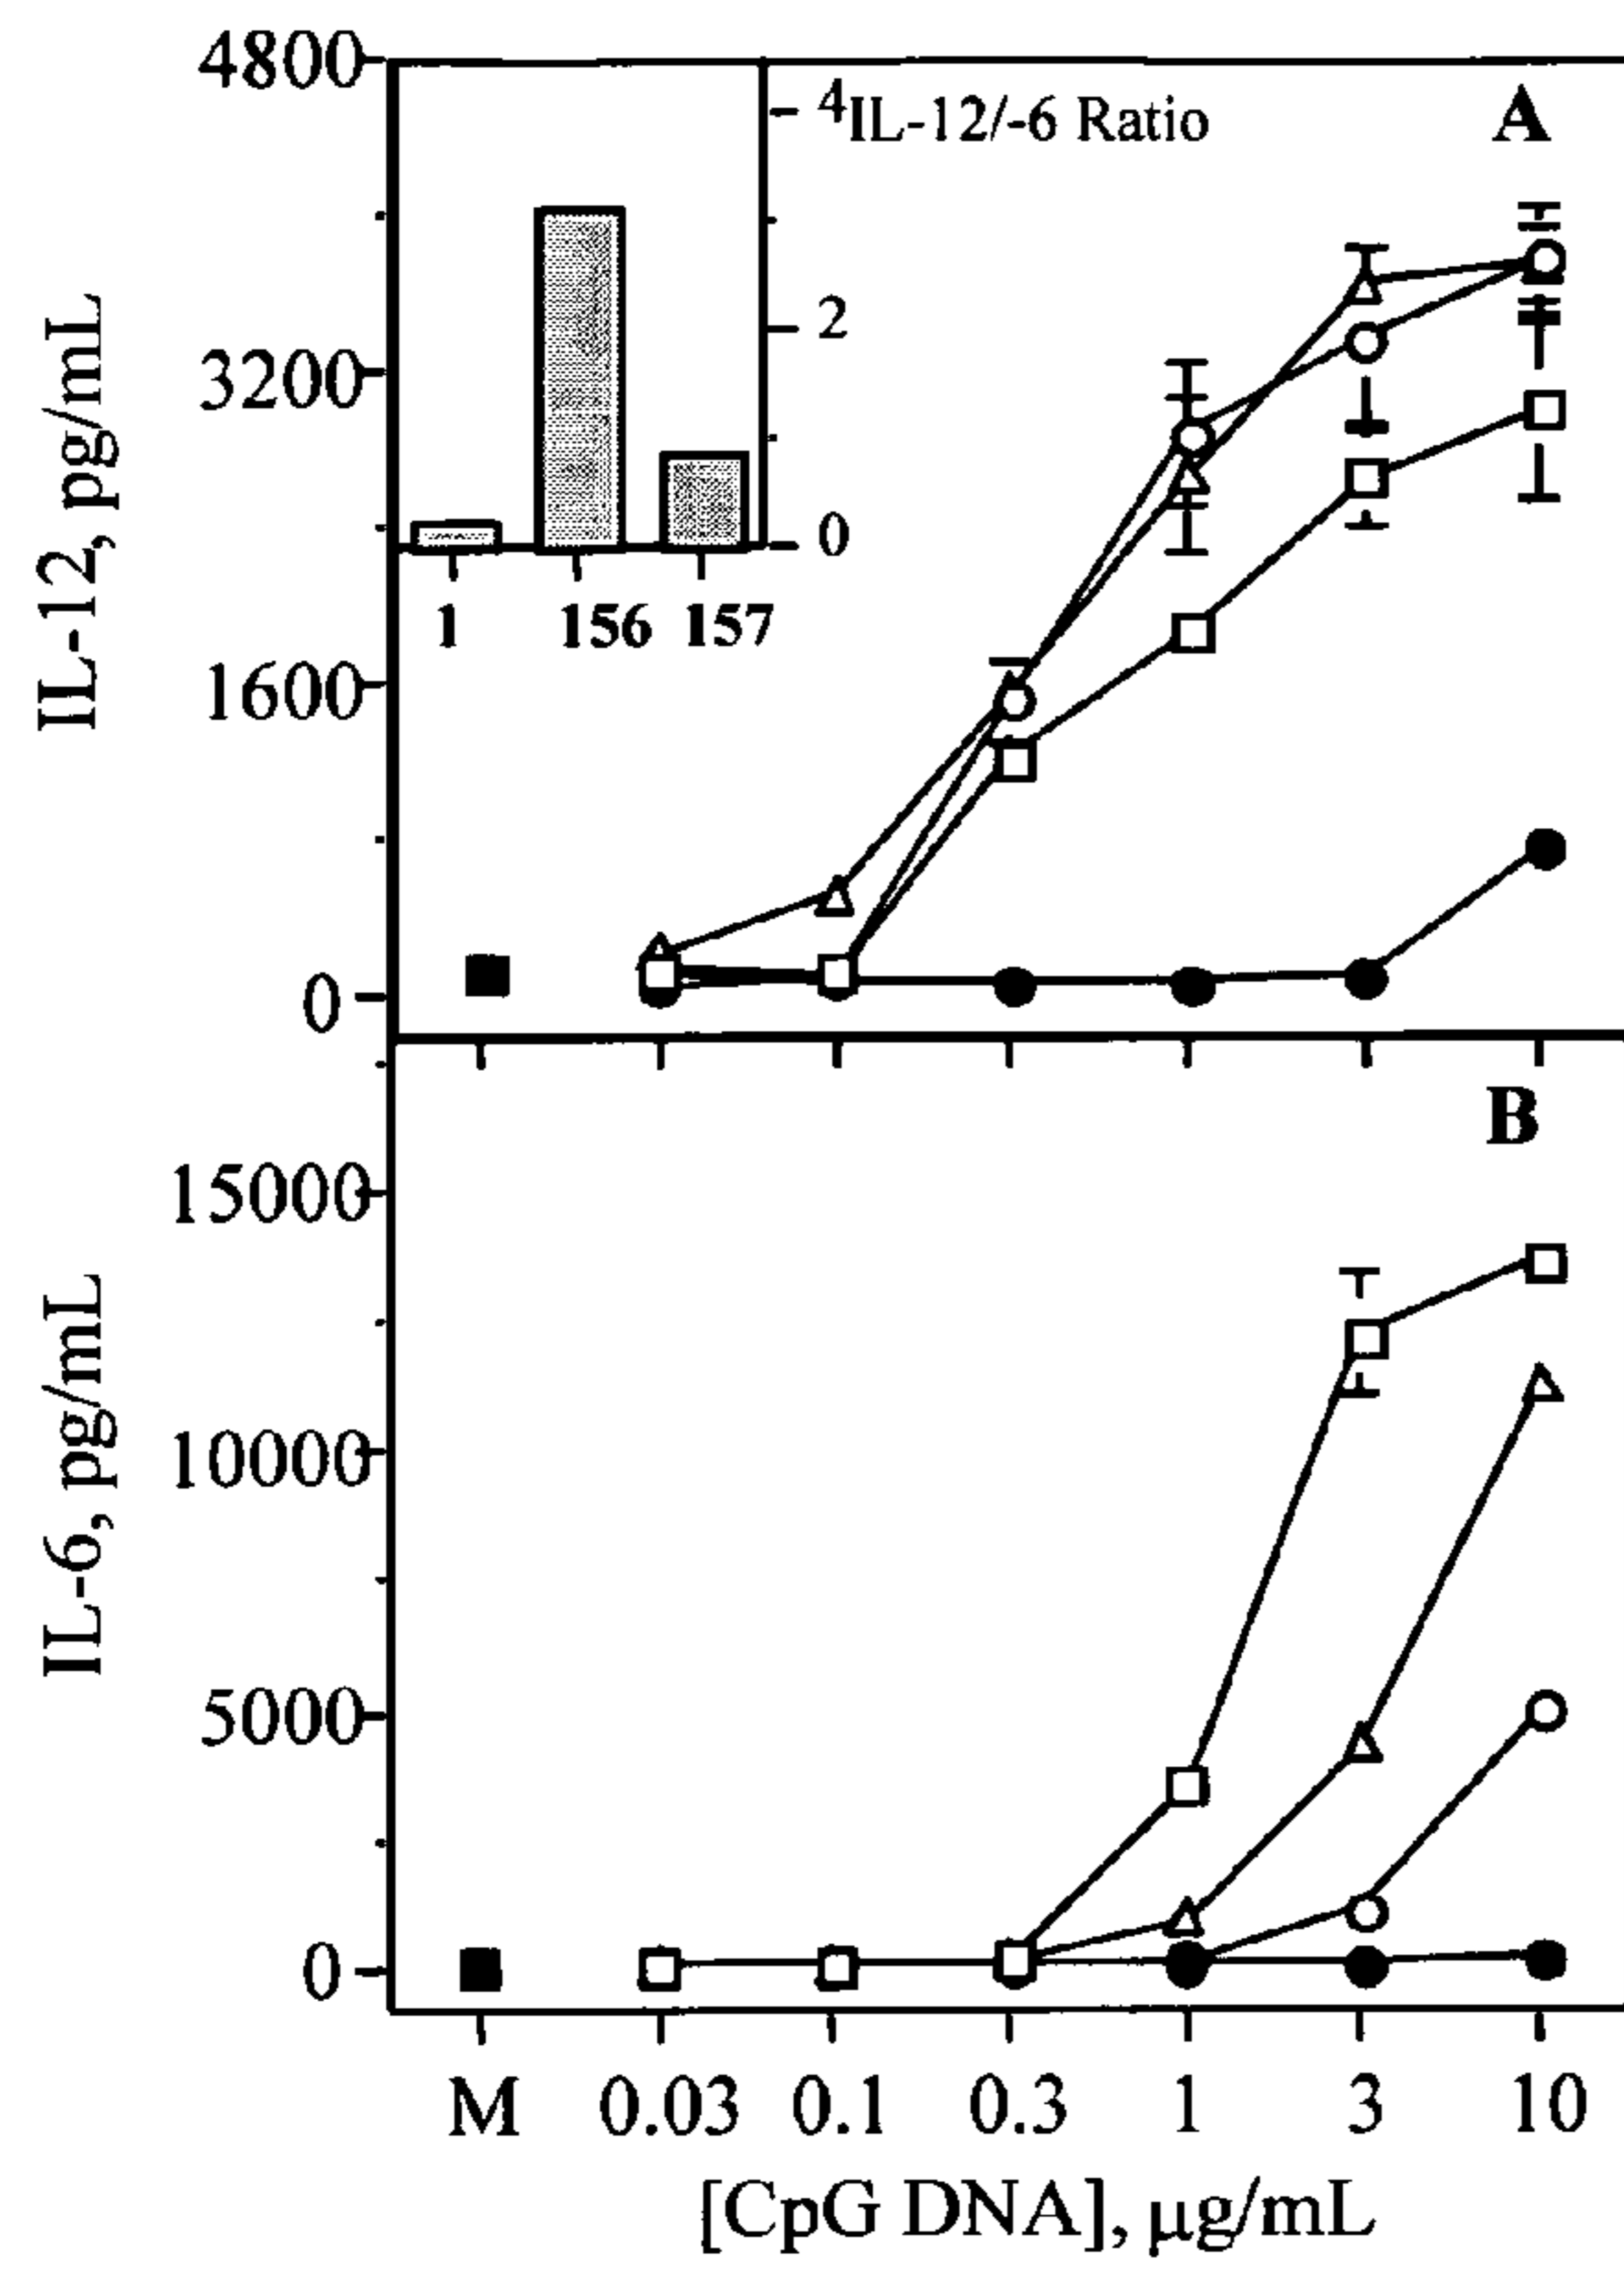 4800
4 IL-12/-6 Ratio
A
IL-12, pg/mL
3200
2
0
1 156 157
1600
0
B
15000
IL-6, pg/mL
10000
5000
0
M 0.03 0.1 0.3 1 3 10
[CpG DNA], μg/mL